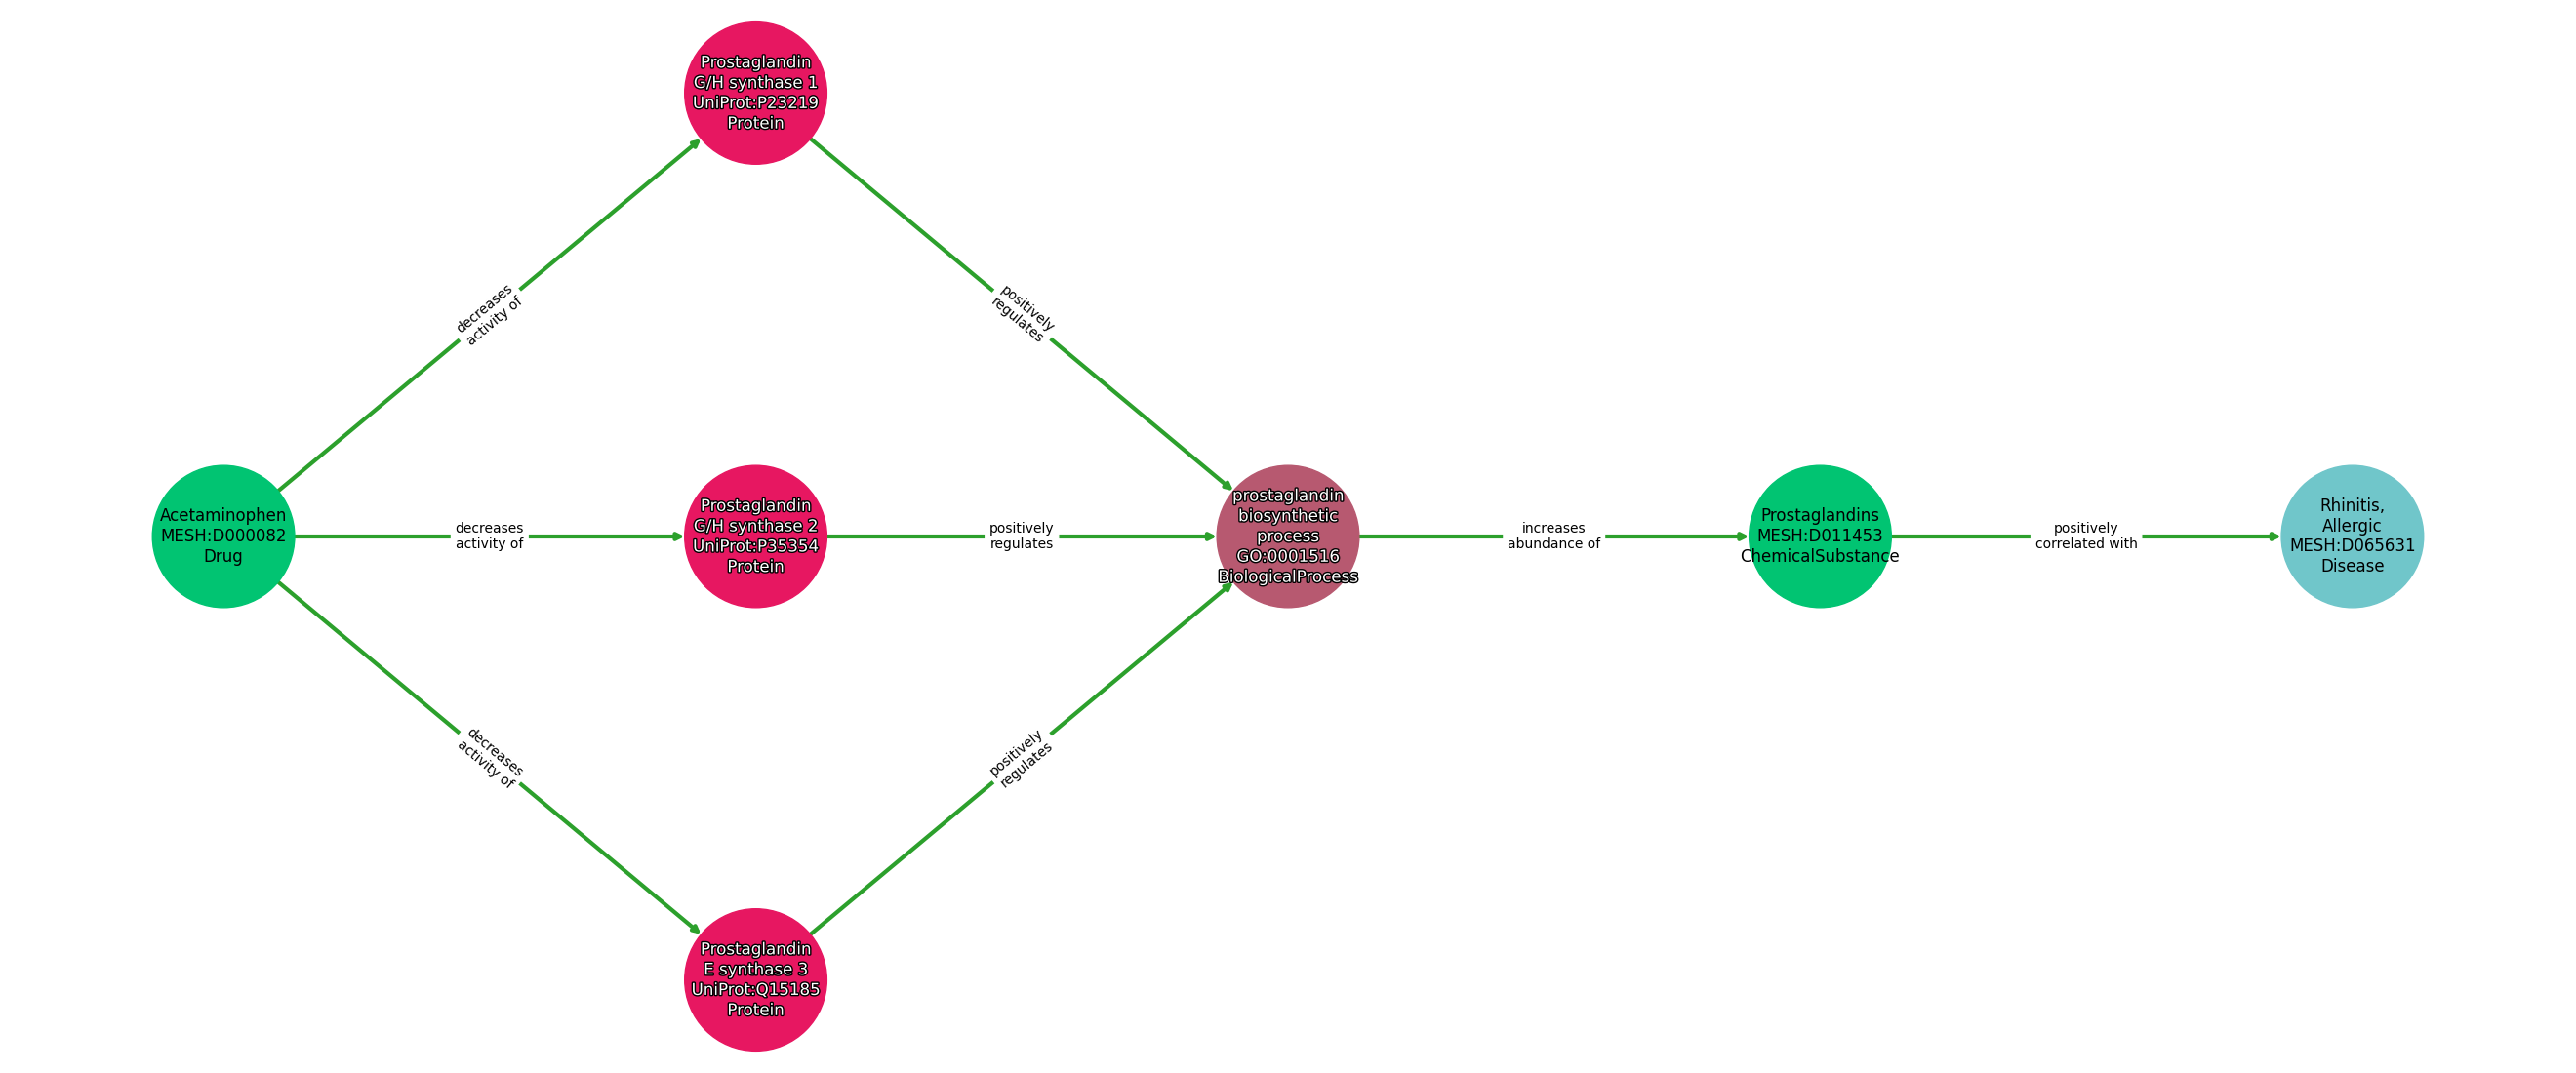 Prostaglandin
G/H synthase 1
UniProt:P23219
Protein
decreases
activity of
positively
regulates
Acetaminophen
MESH:D000082
Drug
decreases
activity of
Prostaglandin
G/H synthase 2
UniProt:P35354
Protein
positively
regulates
prostaglandin
biosynthetic
process
GO:0001516
BiologicalProcess
increases
abundance of
Prostaglandins
MESH:D011453
ChemicalSubstance
positively
correlated with
Rhinitis,
Allergic
MESH:D065631
Disease
decreases
activity of
positively
regulates
Prostaglandin
E synthase 3
UniProt:Q15185
Protein